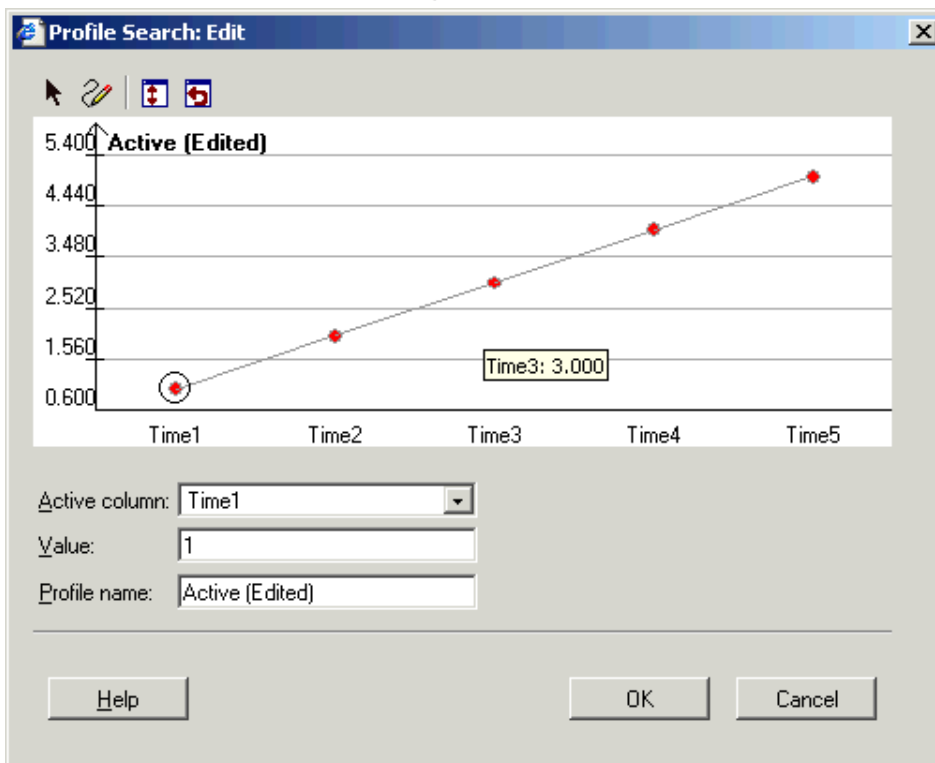 Profile Search: Edit
5.400
Active (Edited)
4.440
3.480
2.520
1.560
Time3: 3.000
0.600
Time1 Time2 Time3 Time4 Time5
Active column: Time1
Value: 1
Profile name: Active (Edited)
Help OK Cancel